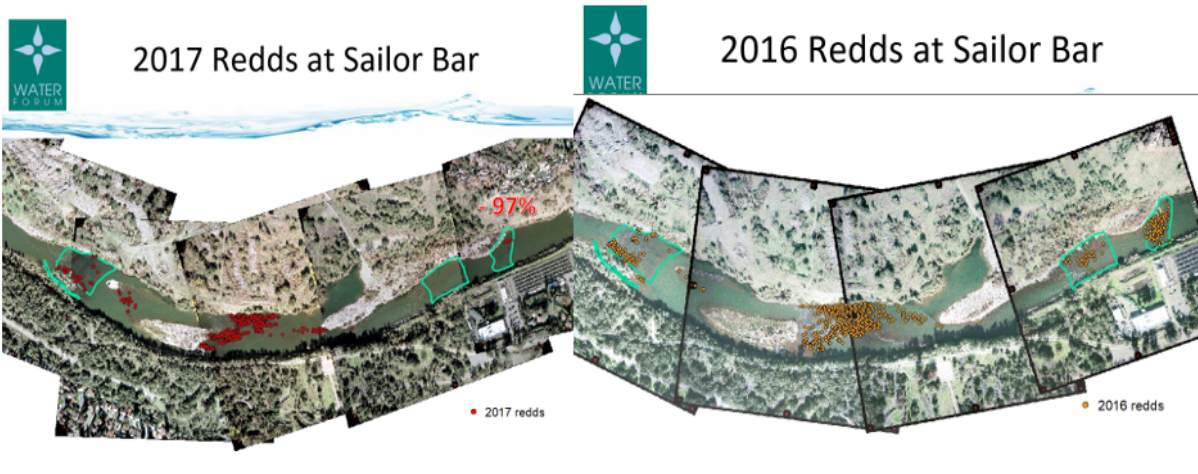 WATER
FORUM
2017 Redds at Sailor Bar
- 97%
2017 redds
WATER
2016 Redds at Sailor Bar
2016 redds